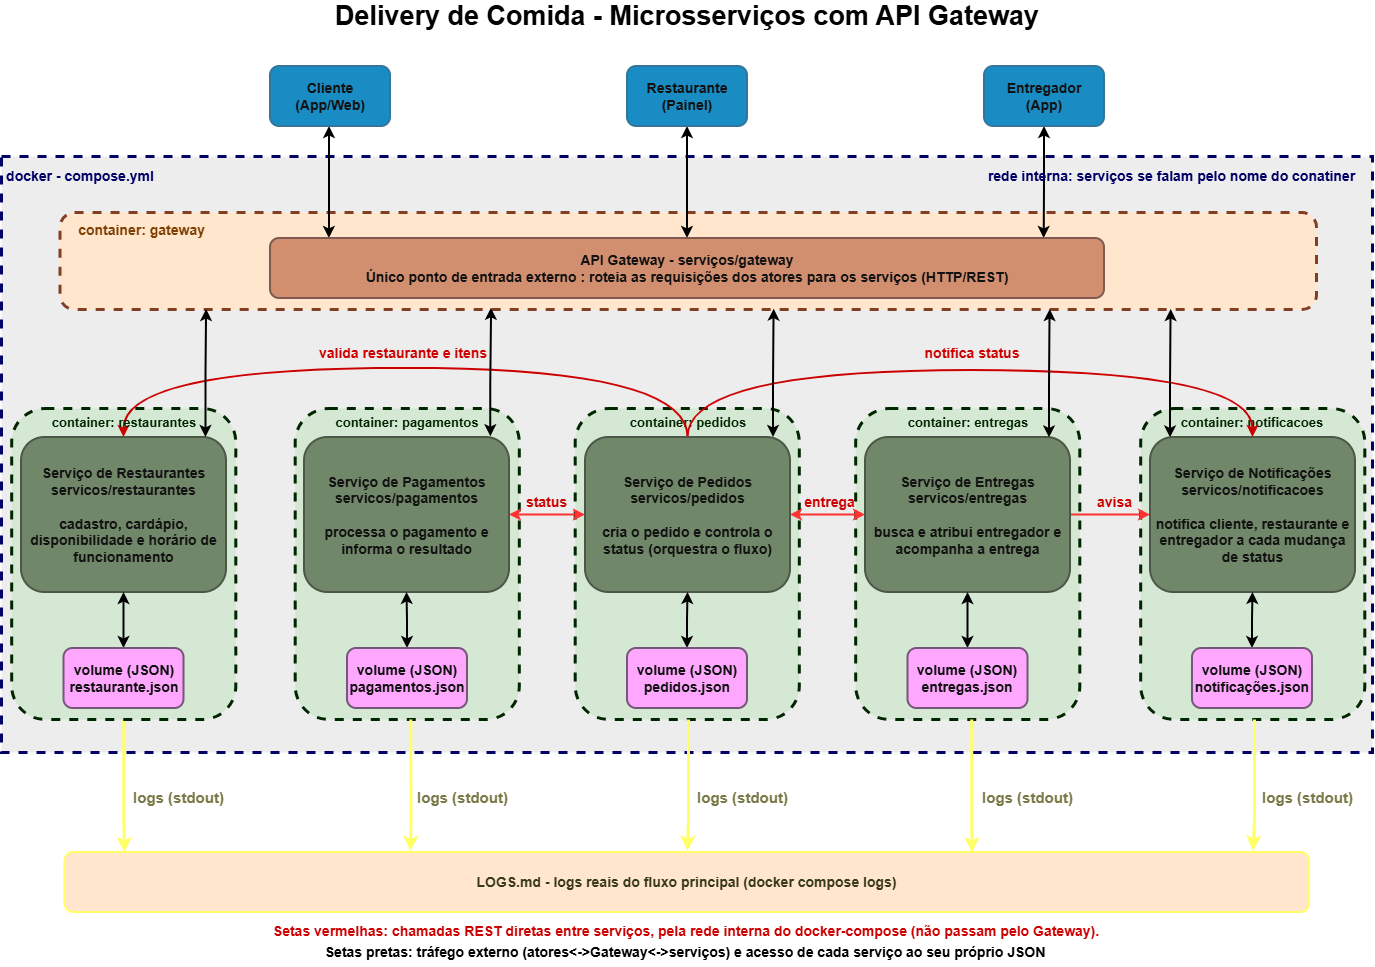 Delivery de Comida - Microsserviços com API Gateway
Cliente
(App/Web)
Restaurante
(Painel)
Entregador
(App)
docker - compose.yml
rede interna: serviços se falam pelo nome do conatiner
container: gateway
API Gateway - serviços/gateway
Único ponto de entrada externo : roteia as requisições dos atores para os serviços (HTTP/REST)
valida restaurante e itens
notifica status
container: restaurantes
container: pagamentos
container: pedidos
container: entregas
container: notificacoes
Serviço de Restaurantes
servicos/restaurantes
cadastro, cardápio,
disponibilidade e horário de
funcionamento
Serviço de Pagamentos
servicos/pagamentos
processa o pagamento e
informa o resultado
status
Serviço de Pedidos
servicos/pedidos
cria o pedido e controla o
status (orquestra o fluxo)
entrega
Serviço de Entregas
servicos/entregas
busca e atribui entregador e
acompanha a entrega
avisa
Serviço de Notificações
servicos/notificacoes
notifica cliente, restaurante e
entregador a cada mudança
de status
volume (JSON)
restaurante.json
volume (JSON)
pagamentos.json
volume (JSON)
pedidos.json
volume (JSON)
entregas.json
volume (JSON)
notificações.json
logs (stdout)
logs (stdout)
logs (stdout)
logs (stdout)
logs (stdout)
LOGS.md - logs reais do fluxo principal (docker compose logs)
Setas vermelhas: chamadas REST diretas entre serviços, pela rede interna do docker-compose (não passam pelo Gateway).
Setas pretas: tráfego externo (atores<->Gateway<->serviços) e acesso de cada serviço ao seu próprio JSON